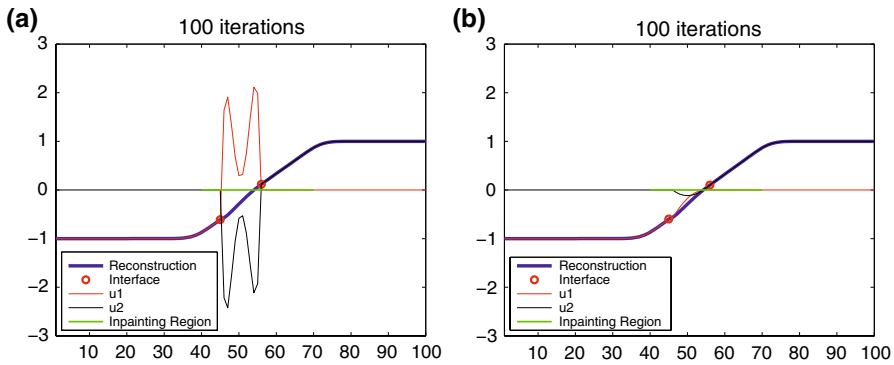 (a)
100 iterations
3
2
1
0
−1
−2
−3
Reconstruction
Interface
u1
u2
Inpainting Region
10 20 30 40 50 60 70 80 90 100
(b)
100 iterations
3
2
1
0
−1
−2
−3
Reconstruction
Interface
u1
u2
Inpainting Region
10 20 30 40 50 60 70 80 90 100